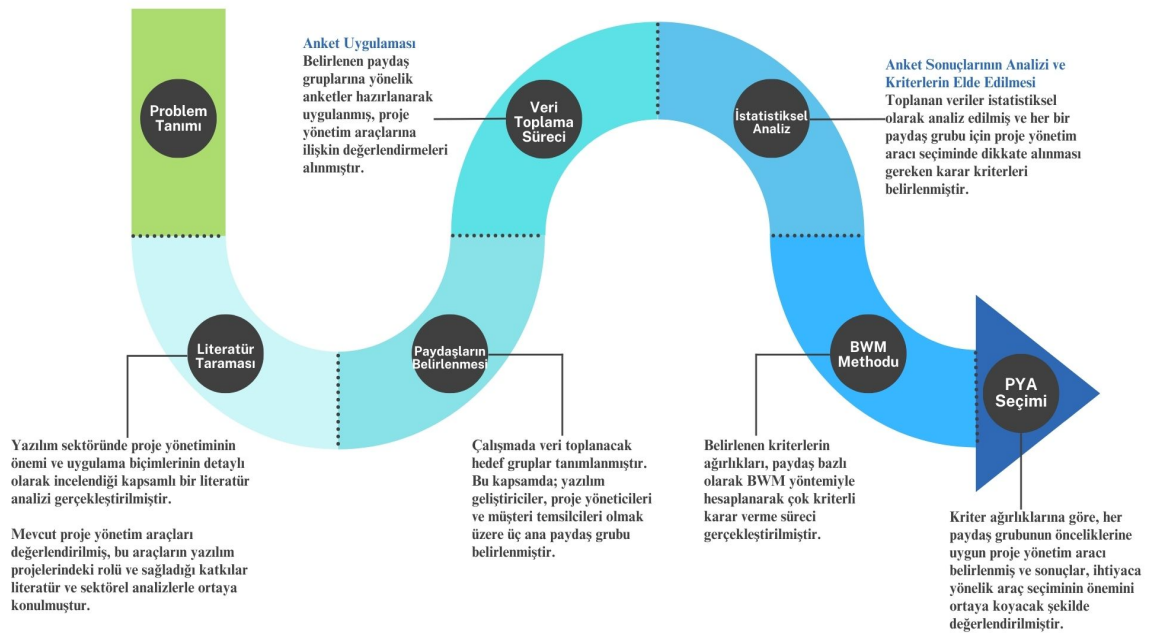 Problem
Tanımı
Literatür
Taraması
Yazılım sektöründe proje yönetiminin
önemi ve uygulama biçimlerinin detaylı
olarak incelendiği kapsamlı bir literatür
analizi gerçekleştirilmiştir.
Mevcut proje yönetim araçları
değerlendirilmiş, bu araçların yazılım
projelerindeki rolü ve sağladığı katkılar
literatür ve sektörel analizlerle ortaya
konulmuştur.
Paydaşların
Belirlenmesi
Çalışmada veri toplanacak
hedef gruplar tanımlanmıştır.
Bu kapsamda; yazılım
geliştiriciler, proje yöneticileri
ve müşteri temsilcileri olmak
üzere üç ana paydaş grubu
belirlenmiştir.
Veri
Toplama
Süreci
Anket Uygulaması
Belirlenen paydaş
gruplarına yönelik
anketler hazırlanarak
uygulanmış, proje
yönetim araçlarına
ilişkin değerlendirmeleri
alınmıştır.
İstatistiksel
Analiz
Anket Sonuçlarının Analizi ve
Kriterlerin Elde Edilmesi
Toplanan veriler istatistiksel
olarak analiz edilmiş ve her bir
paydaş grubu için proje yönetim
aracı seçiminde dikkate alınması
gereken karar kriterleri
belirlenmiştir.
BWM
Methodu
Belirlenen kriterlerin
ağırlıkları, paydaş bazlı
olarak BWM yöntemiyle
hesaplanarak çok kriterli
karar verme süreci
gerçekleştirilmiştir.
PYA
Seçimi
Kriter ağırlıklarına göre, her
paydaş grubunun önceliklerine
uygun proje yönetim aracı
belirlenmiş ve sonuçlar, ihtiyaca
yönelik araç seçiminin önemini
ortaya koyacak şekilde
değerlendirilmiştir.